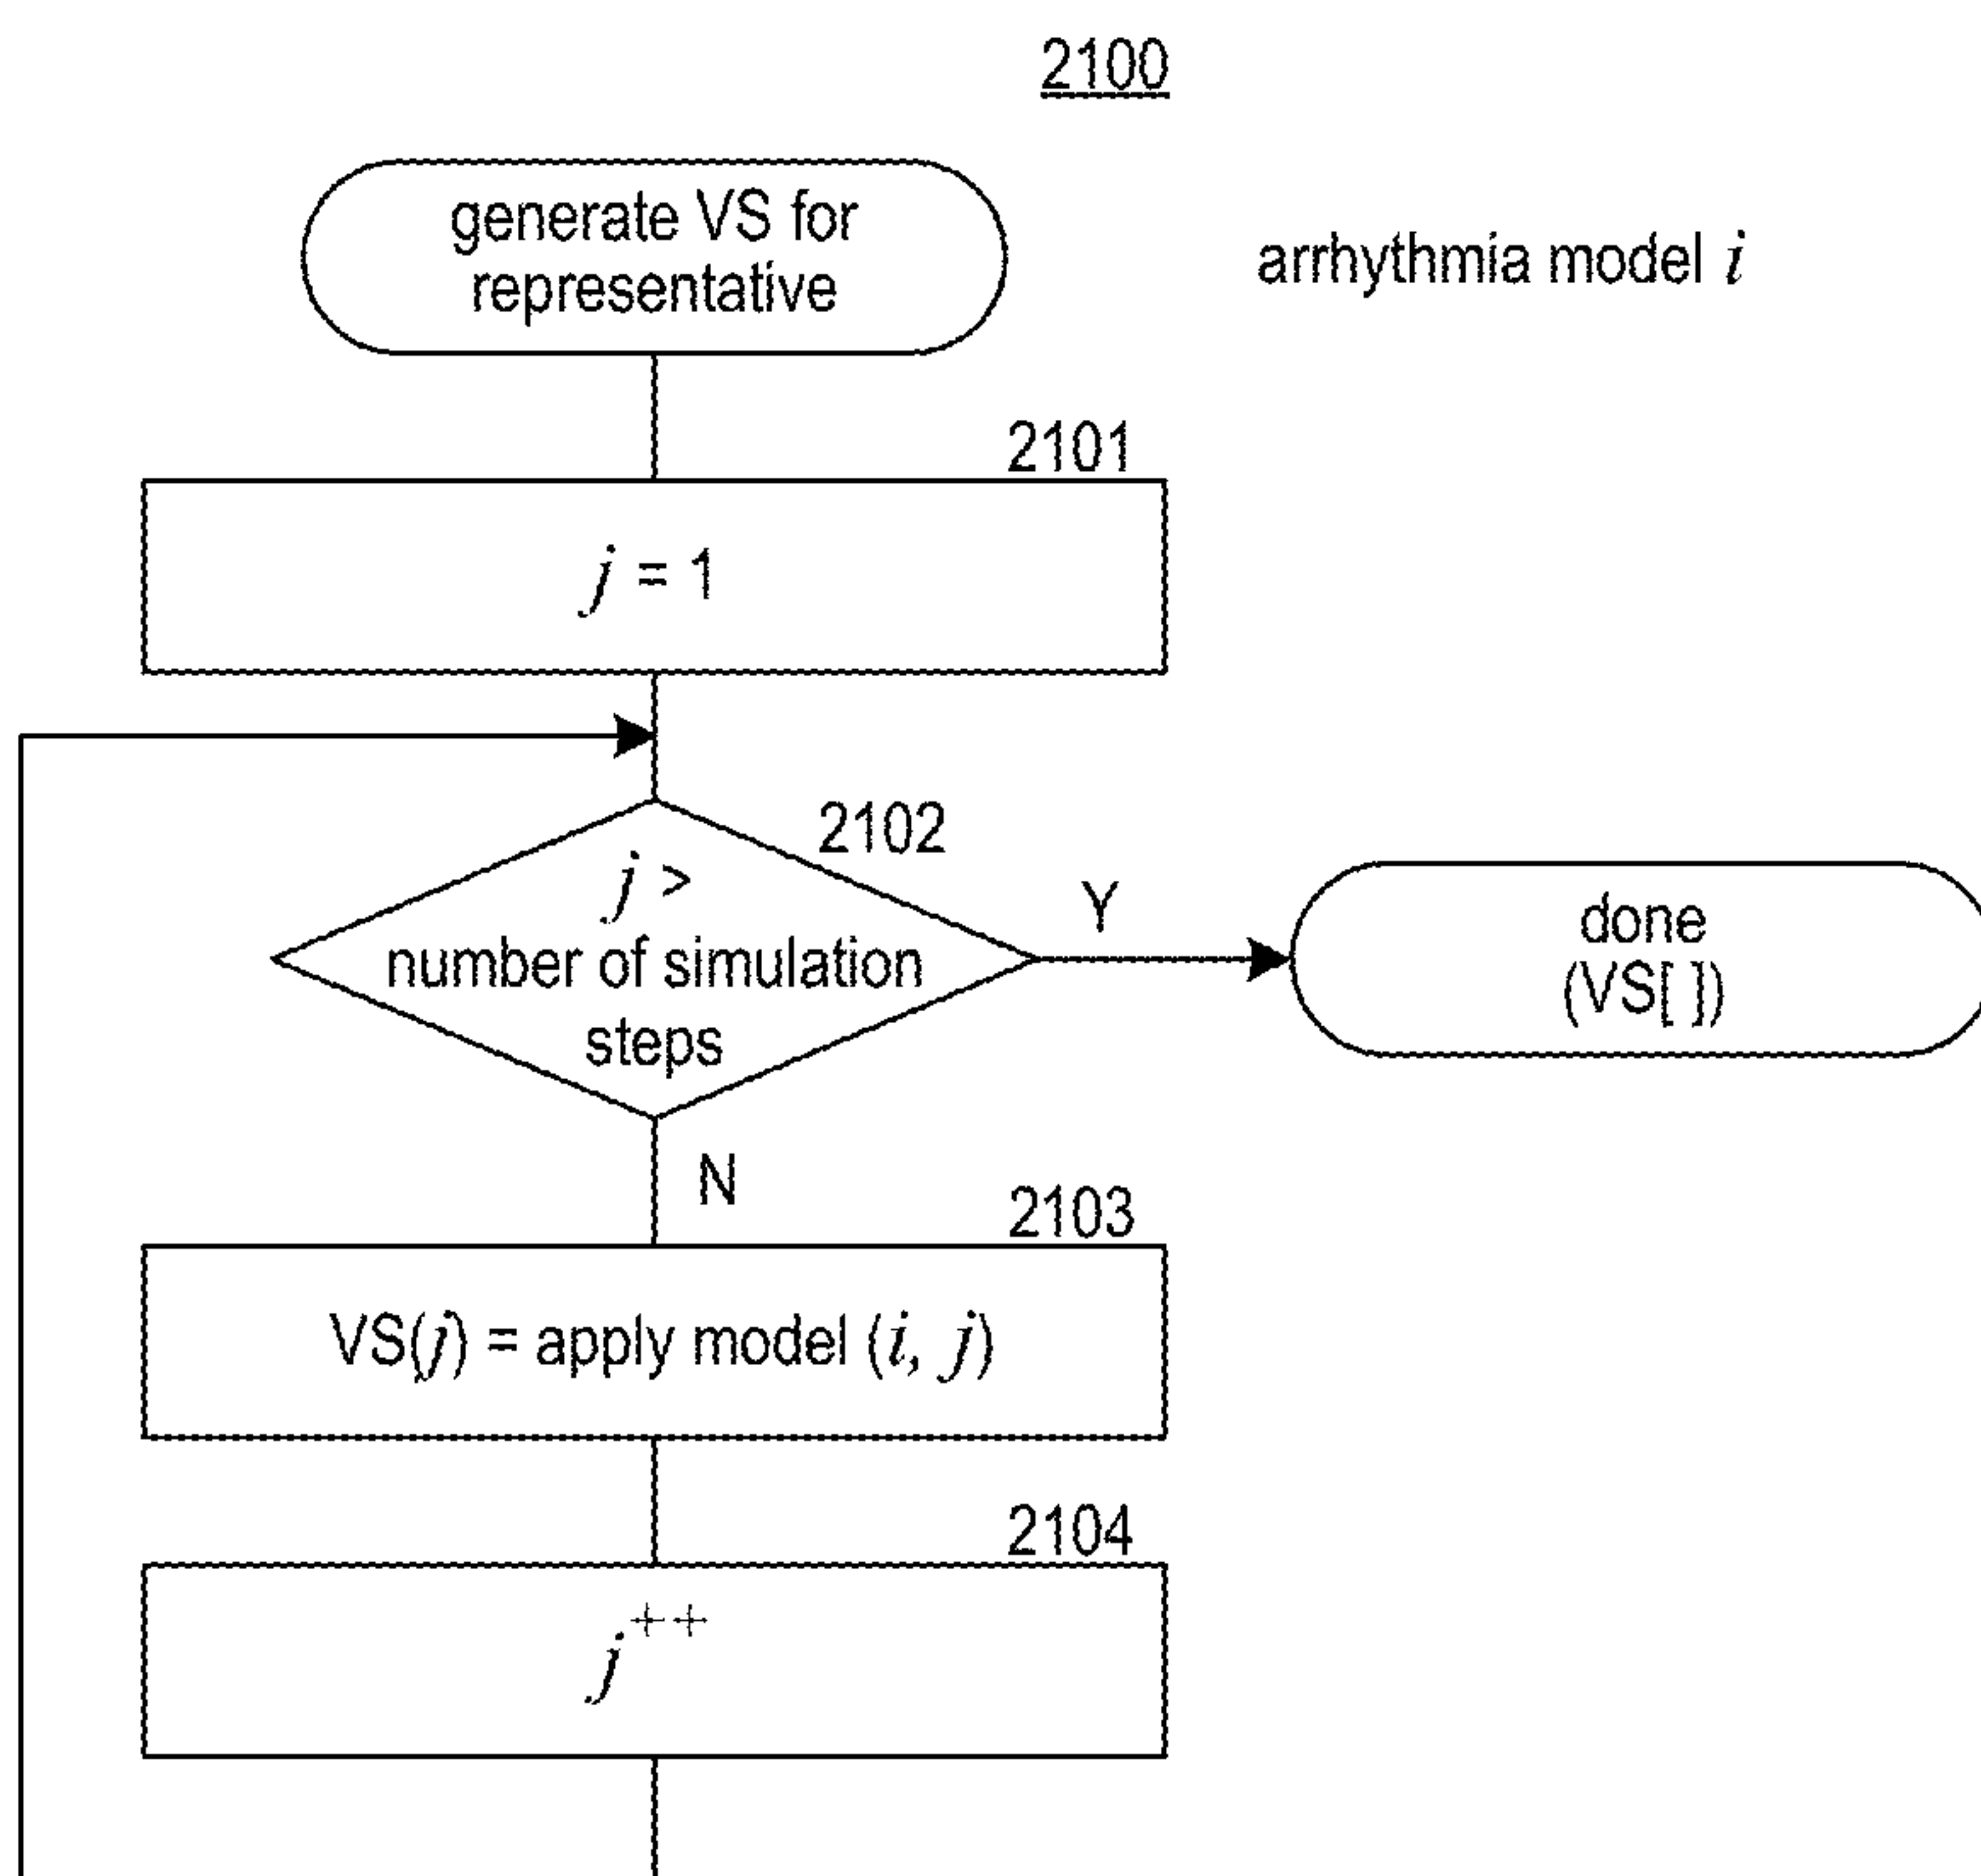 2100
generate VS for
representative
arrhythmia model i
2101
j = 1
2102
j >
number of simulation
steps
Y
done
(VS[ ])
N
2103
VS(j) = apply model (i, j)
2104
j++